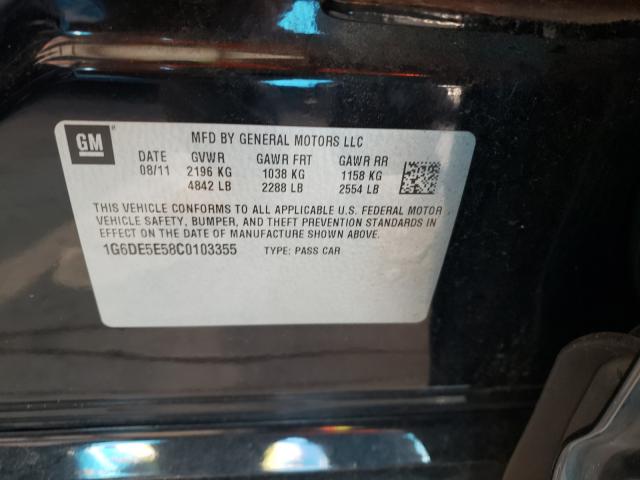 GM
MFD BY GENERAL MOTORS LLC
DATE GVWR GAWR FRT GAWR RR
08/11 2196 KG 1038 KG 1158 KG
4842 LB 2288 LB 2554 LB
THIS VEHICLE CONFORMS TO ALL APPLICABLE U.S. FEDERAL MOTOR
VEHICLE SAFETY, BUMPER, AND THEFT PREVENTION STANDARDS IN
EFFECT ON THE DATE OF MANUFACTURE SHOWN ABOVE.
1G6DE5E58C0103355 TYPE: PASS CAR